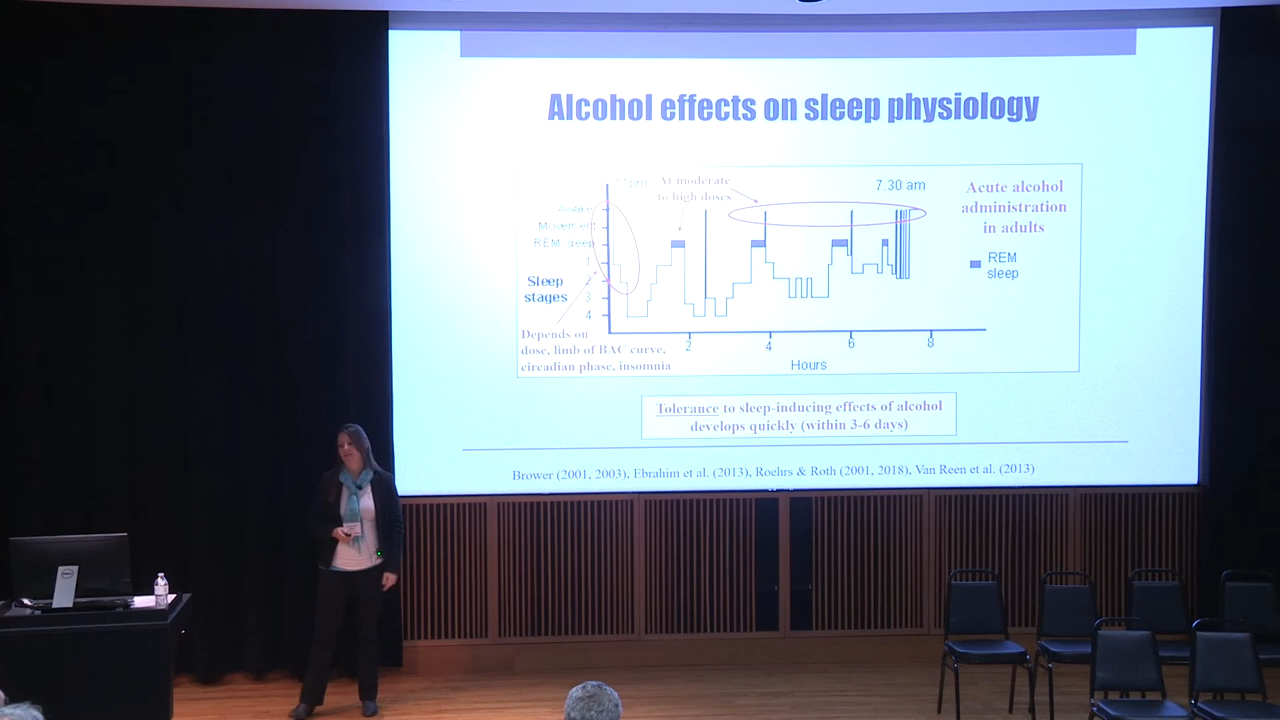 Alcohol effects on sleep physiology
At moderate
to high doses
7.30 am
Acute alcohol
administration
in adults
Awake
Movement
REM sleep
1
2
3
4
Sleep
stages
REM
sleep
Depends on
dose, limb of BAC curve,
circadian phase, insomnia
2 4 6 8
Hours
Tolerance to sleep-inducing effects of alcohol
develops quickly (within 3-6 days)
Brower (2001, 2003), Ebrahim et al. (2013), Roehrs & Roth (2001, 2018), Van Reen et al. (2013)
DELL